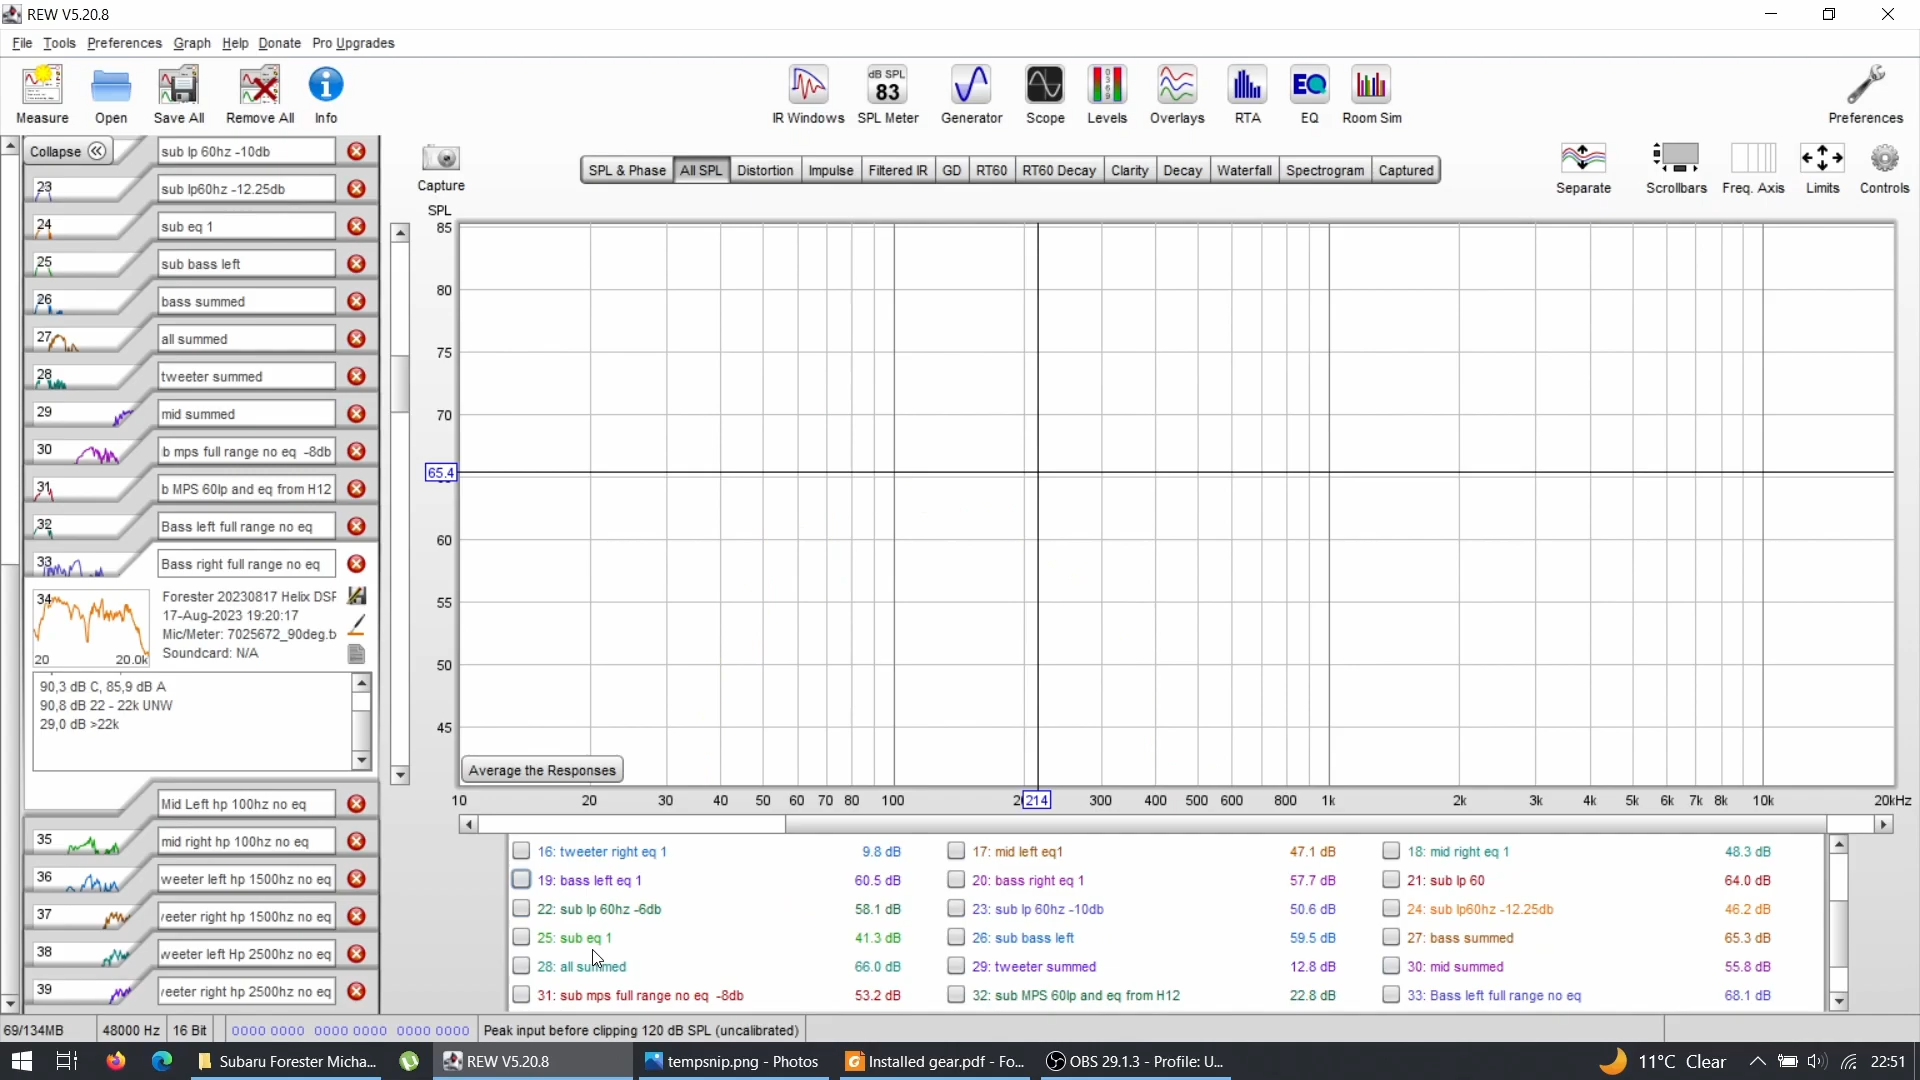 REW V5.20.8
File Tools Preferences Graph Help Donate Pro Upgrades
Measure Open Save All Remove All Info
dB SPL
83
EQ
IR Windows SPL Meter Generator Scope Levels Overlays RTA EQ Room Sim
Preferences
Collapse
Capture
SPL & Phase All SPL Distortion Impulse Filtered IR GD RT60 RT60 Decay Clarity Decay Waterfall Spectrogram Captured
Separate Scrollbars Freq. Axis Limits Controls
sub lp 60hz -10db
23 sub lp60hz -12.25db
24 sub eq 1
25 sub bass left
26 bass summed
27 all summed
28 tweeter summed
29 mid summed
30 b mps full range no eq -8db
31 b MPS 60lp and eq from H12
32 Bass left full range no eq
33 Bass right full range no eq
34
20 20.0k
Forester 20230817 Helix DSF
17-Aug-2023 19:20:17
Mic/Meter: 7025672_90deg.b
Soundcard: N/A
90,3 dB C, 85,9 dB A
90,8 dB 22 - 22k UNW
29,0 dB >22k
Mid Left hp 100hz no eq
35 mid right hp 100hz no eq
36 weeter left hp 1500hz no eq
37 /eeter right hp 1500hz no eq
38 weeter left Hp 2500hz no eq
39 /eeter right hp 2500hz no eq
SPL
85
80
75
70
65.4
60
55
50
45
Average the Responses
10 20 30 40 50 60 70 80 100 214 300 400 500 600 800 1k 2k 3k 4k 5k 6k 7k 8k 10k 20kHz
16: tweeter right eq 1 9.8 dB 17: mid left eq1 47.1 dB 18: mid right eq 1 48.3 dB
19: bass left eq 1 60.5 dB 20: bass right eq 1 57.7 dB 21: sub lp 60 64.0 dB
22: sub lp 60hz -6db 58.1 dB 23: sub lp 60hz -10db 50.6 dB 24: sub lp60hz -12.25db 46.2 dB
25: sub eq 1 41.3 dB 26: sub bass left 59.5 dB 27: bass summed 65.3 dB
28: all summed 66.0 dB 29: tweeter summed 12.8 dB 30: mid summed 55.8 dB
31: sub mps full range no eq -8db 53.2 dB 32: sub MPS 60lp and eq from H12 22.8 dB 33: Bass left full range no eq 68.1 dB
69/134MB 48000 Hz 16 Bit 0000 0000 0000 0000 0000 0000 Peak input before clipping 120 dB SPL (uncalibrated)
Subaru Forester Micha... REW V5.20.8 tempsnip.png - Photos Installed gear.pdf - Fo... OBS 29.1.3 - Profile: U... 11°C Clear 22:51